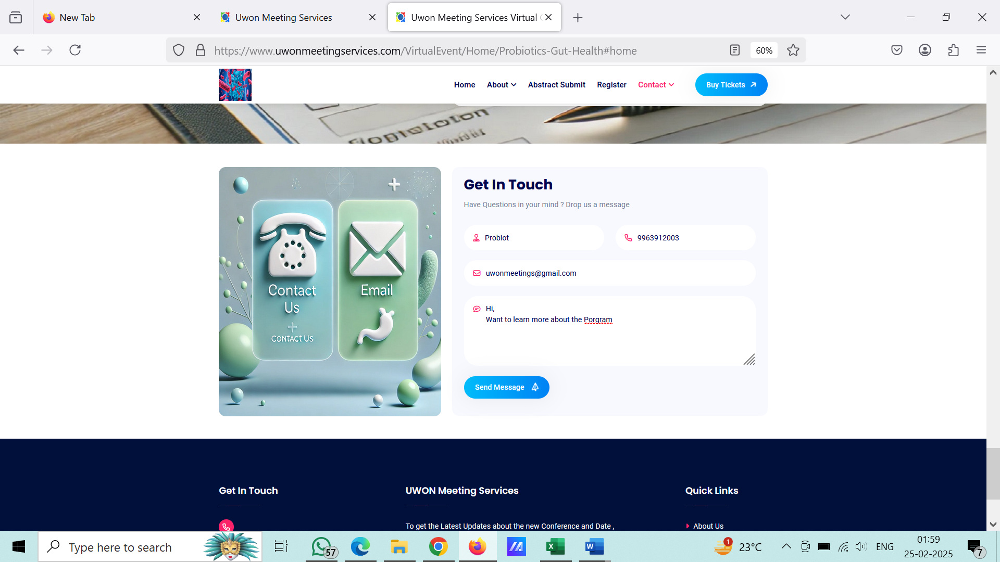 New Tab
Uwon Meeting Services
Uwon Meeting Services Virtual
https://www.uwonmeetingservices.com/VirtualEvent/Home/Probiotics-Gut-Health#home
60%
Home
About
Abstract Submit
Register
Contact
Buy Tickets
Contact
Us
CONTACT US
Email
Get In Touch
Have Questions in your mind ? Drop us a message
Probiot
9963912003
uwonmeetings@gmail.com
Hi,
Want to learn more about the Porgram
Send Message
Get In Touch
UWON Meeting Services
To get the Latest Updates about the new Conference and Date ,
Quick Links
About Us
Type here to search
57
1
23°C
ENG
01:59
25-02-2025
7